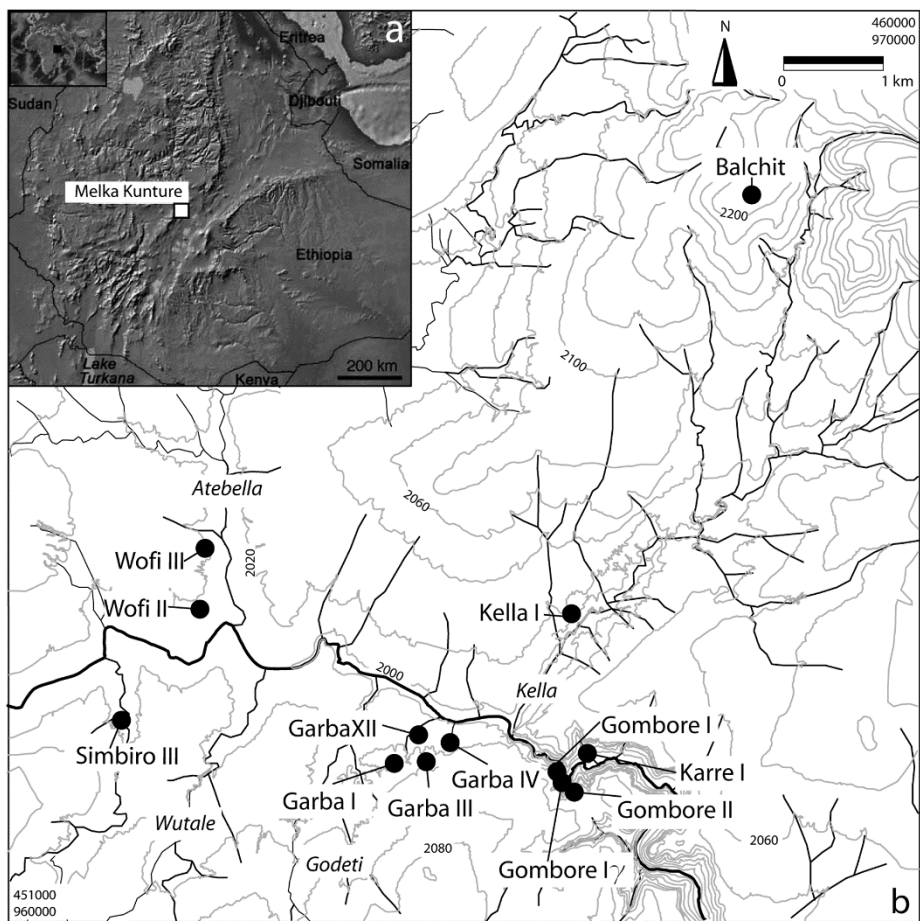 a
Eritrea
Sudan
Djibouti
Somalia
Melka Kunture
Ethiopia
Lake
Turkana
Kenya
200 km
460000
970000
N
0
1 km
Balchit
2200
2100
2060
Atebella
Wofi III
2020
Wofi II
Kella I
2000
Kella
Simbiro III
GarbaXII
Gombore I
Garba IV
Karre I
Garba I
Garba III
Gombore II
Wutale
Godeti
2080
Gombore Iγ
2060
451000
960000
b